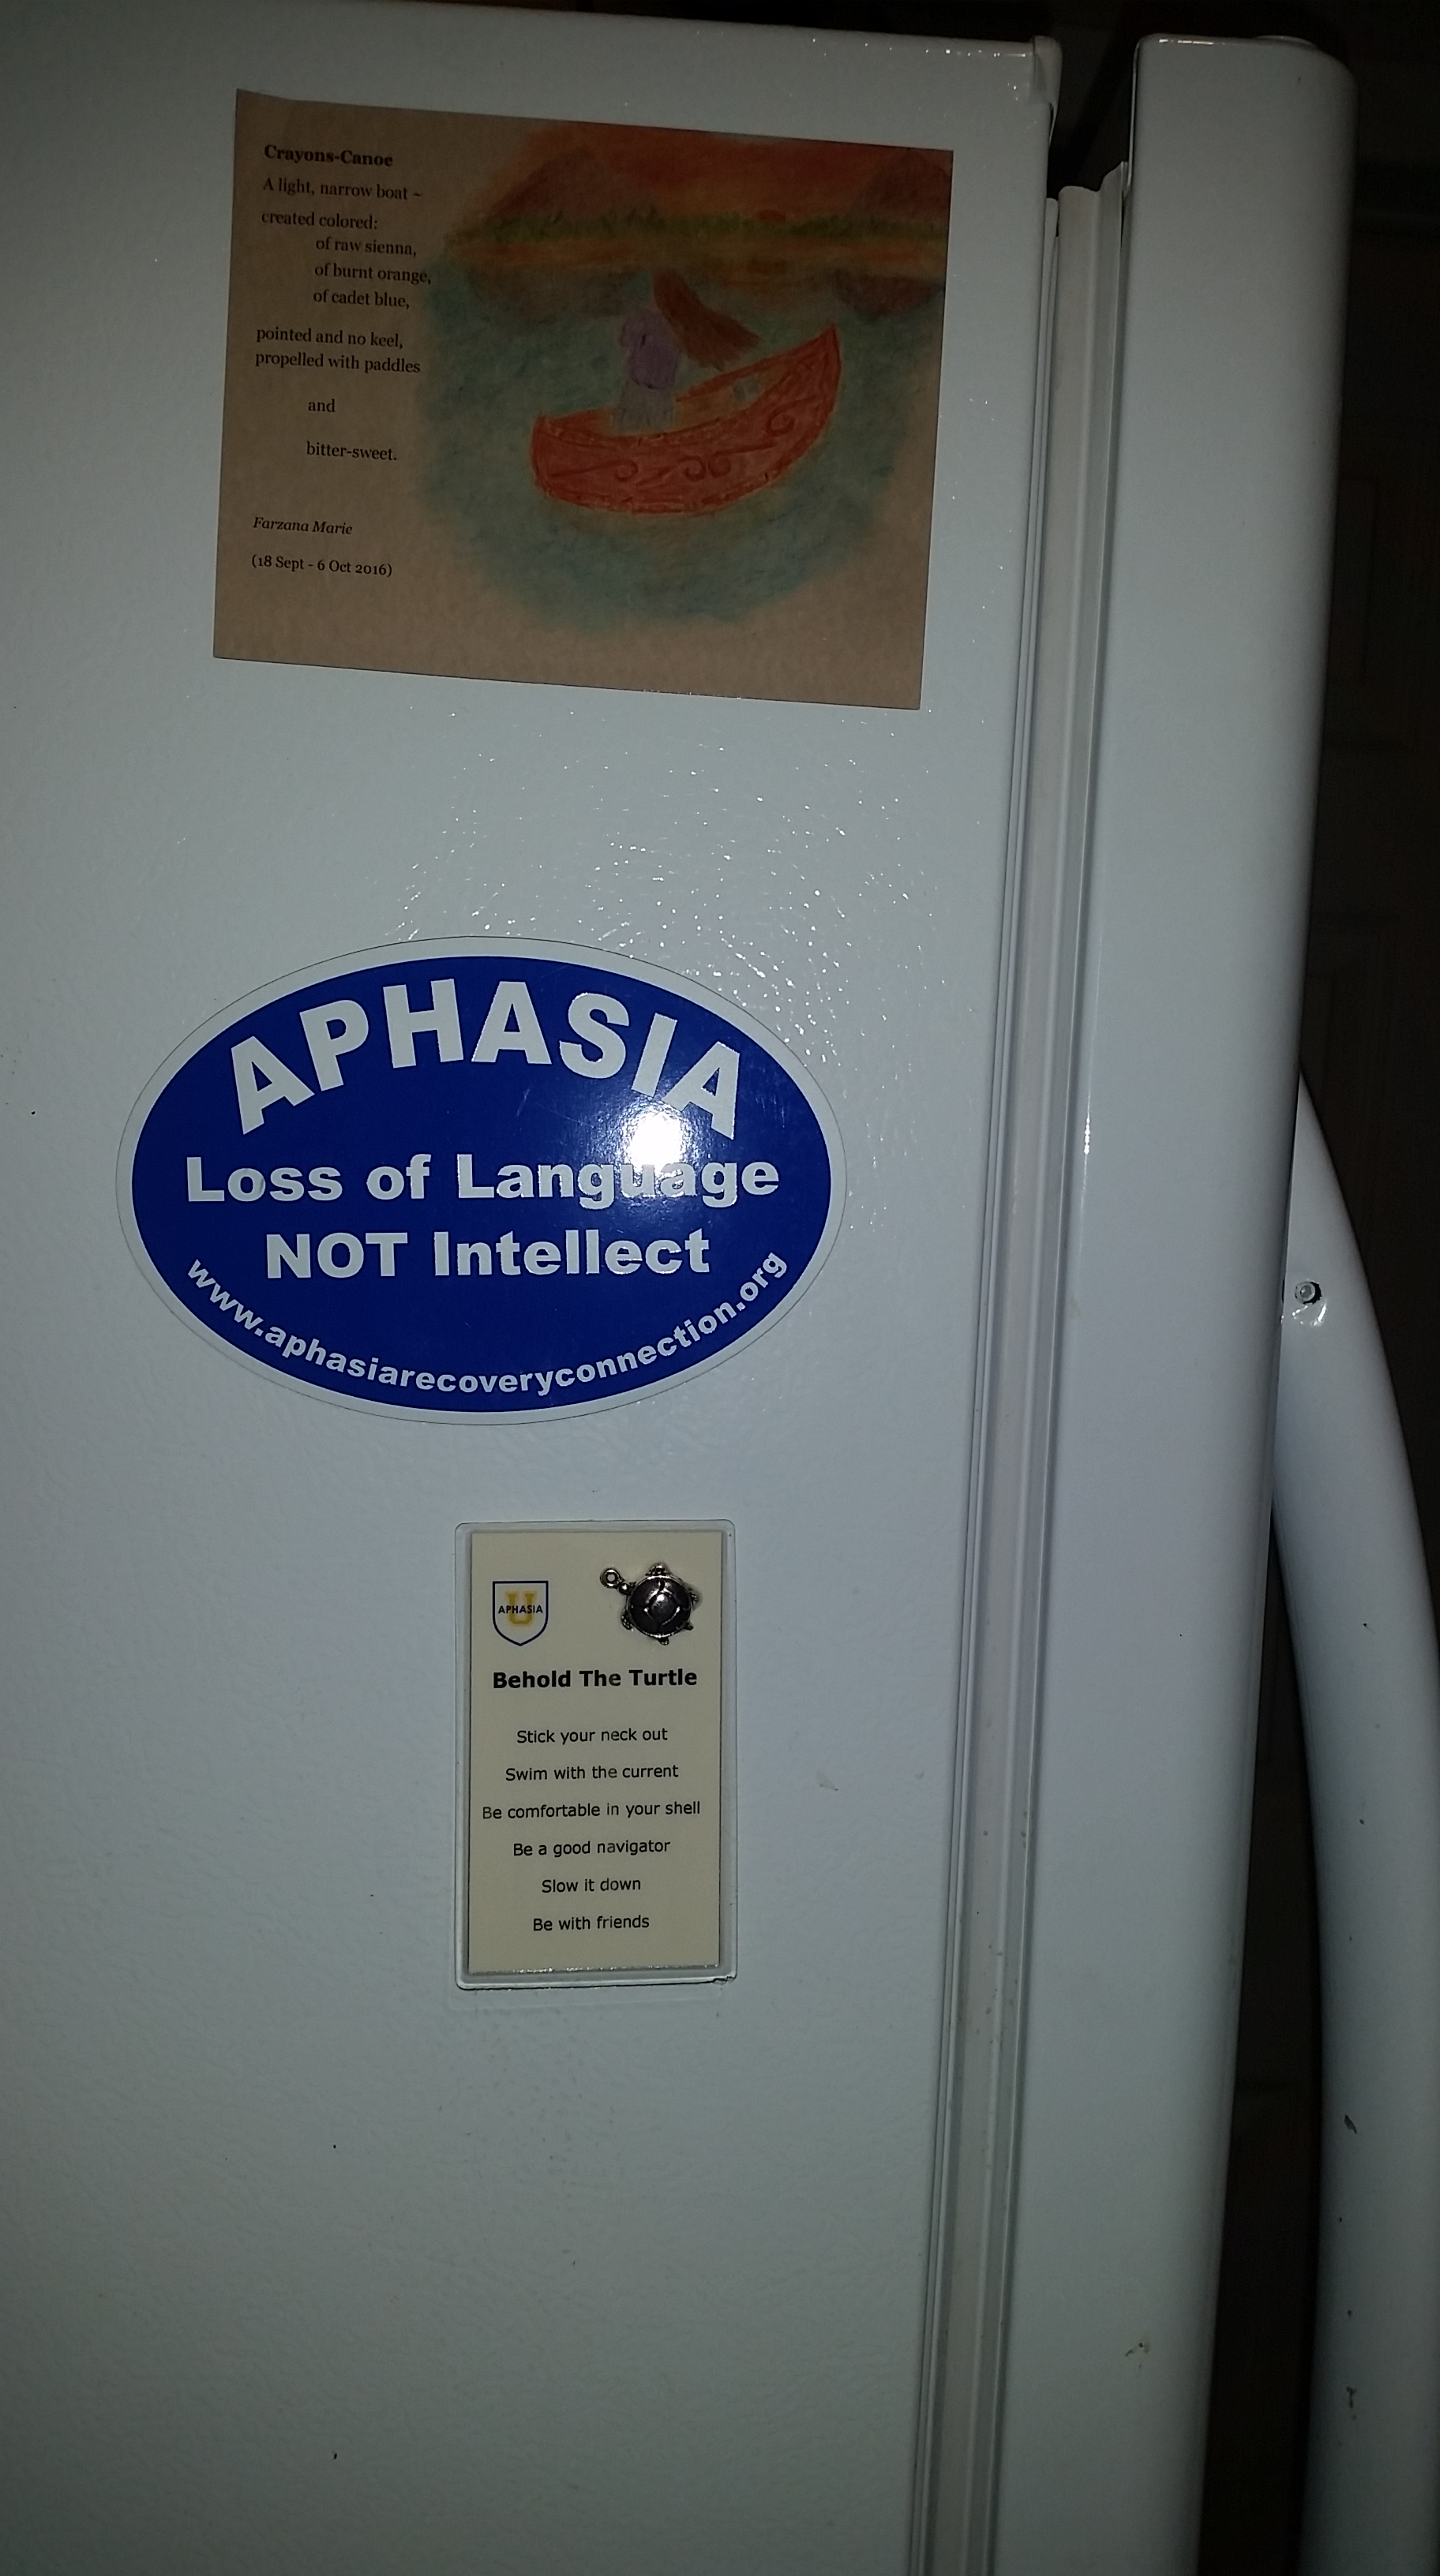 Crayons-Canoe
A light, narrow boat ~
created colored:
of raw sienna,
of burnt orange,
of cadet blue,
pointed and no keel,
propelled with paddles
and
bitter-sweet.
Farzana Marie
(18 Sept - 6 Oct 2016)
APHASIA
Loss of Language
NOT Intellect
www.aphasiarecoveryconnection.org
U
APHASIA
Behold The Turtle
Stick your neck out
Swim with the current
Be comfortable in your shell
Be a good navigator
Slow it down
Be with friends